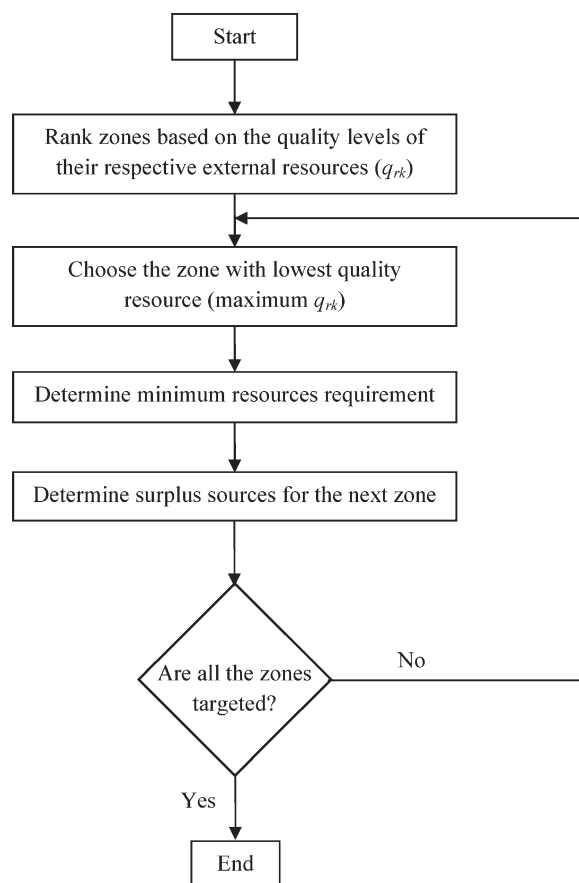 Start
Rank zones based on the quality levels of
their respective external resources (qrk)
Choose the zone with lowest quality
resource (maximum qrk)
Determine minimum resources requirement
Determine surplus sources for the next zone
Are all the zones
targeted?
No
Yes
End